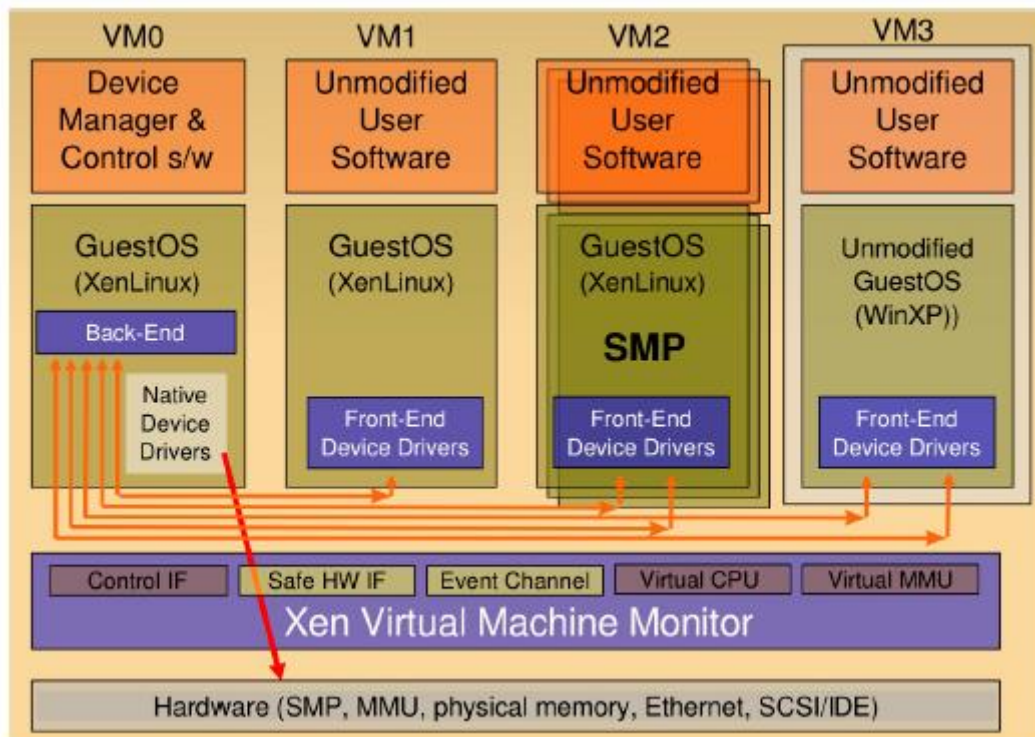 VM0
Device
Manager &
Control s/w
GuestOS
(XenLinux)
Back-End
Native
Device
Drivers
VM1
Unmodified
User
Software
GuestOS
(XenLinux)
Front-End
Device Drivers
VM2
Unmodified
User
Software
GuestOS
(XenLinux)
SMP
Front-End
Device Drivers
VM3
Unmodified
User
Software
Unmodified
GuestOS
(WinXP))
Front-End
Device Drivers
Control IF
Safe HW IF
Event Channel
Virtual CPU
Virtual MMU
Xen Virtual Machine Monitor
Hardware (SMP, MMU, physical memory, Ethernet, SCSI/IDE)